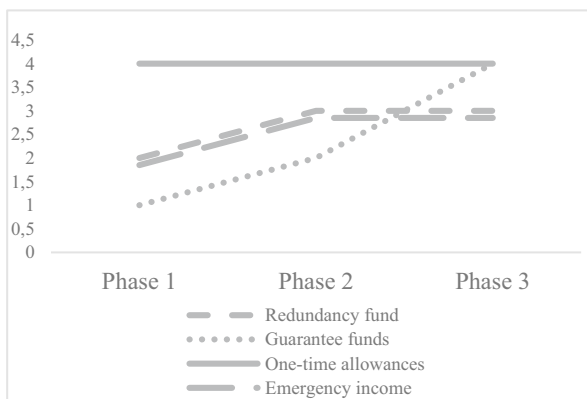 4,5
4
3,5
3
2,5
2
1,5
1
0,5
0
Phase 1 Phase 2 Phase 3
Redundancy fund
Guarantee funds
One-time allowances
Emergency income